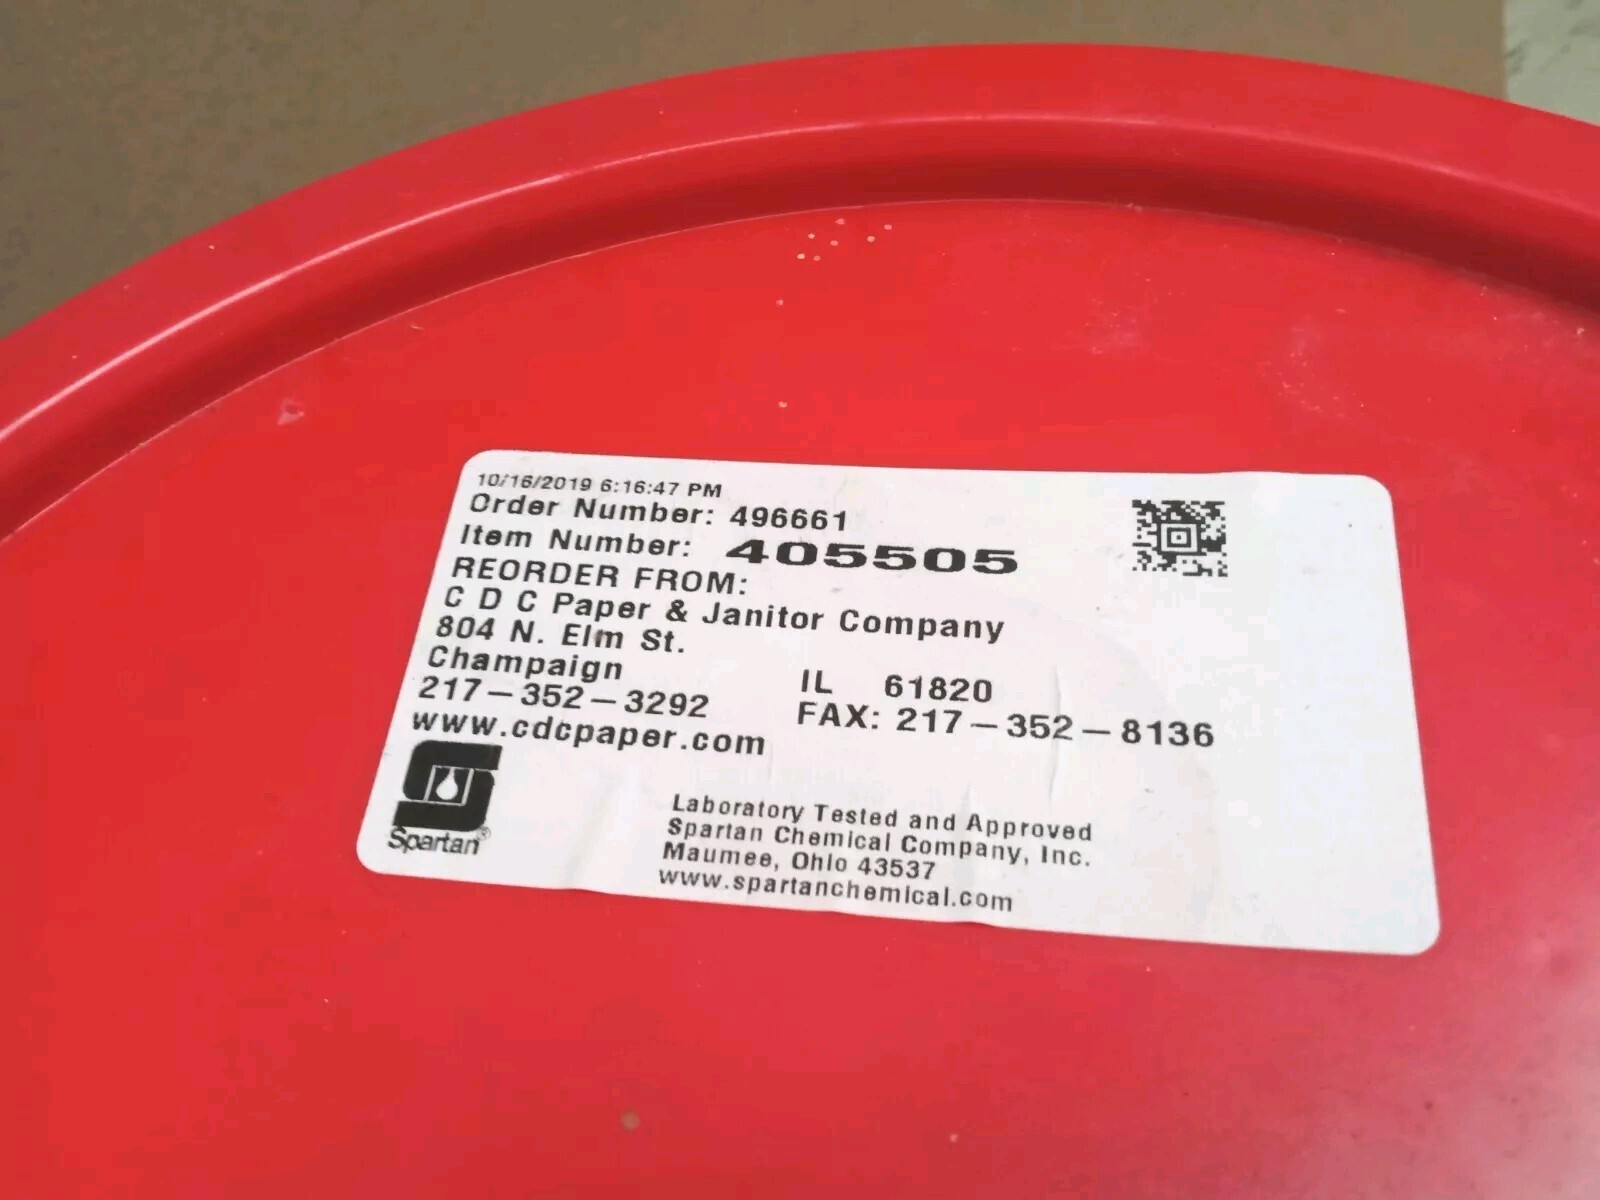 10/16/2019 6:16:47 PM
Order Number: 496661
Item Number: 405505
REORDER FROM:
C D C Paper & Janitor Company
804 N. Elm St.
Champaign IL 61820
217-352-3292 FAX: 217-352-8136
www.cdcpaper.com
Spartan®
Laboratory Tested and Approved
Spartan Chemical Company, Inc.
Maumee, Ohio 43537
www.spartanchemical.com